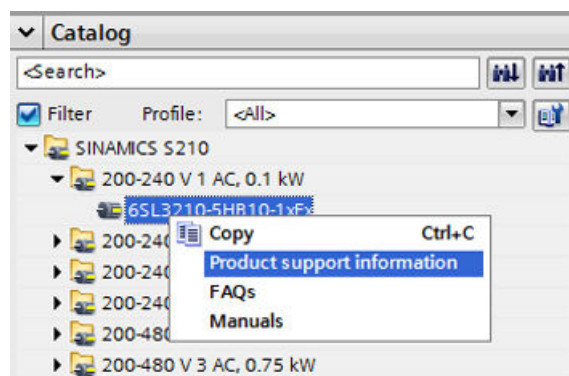 Catalog
<Search>
Filter Profile: <All>
SINAMICS S210
200-240 V 1 AC, 0.1 kW
6SL3210-5HB10-1xFx
Copy Ctrl+C
200-240
Product support information
200-240
FAQs
200-240
Manuals
200-480
200-480 V 3 AC, 0.75 kW